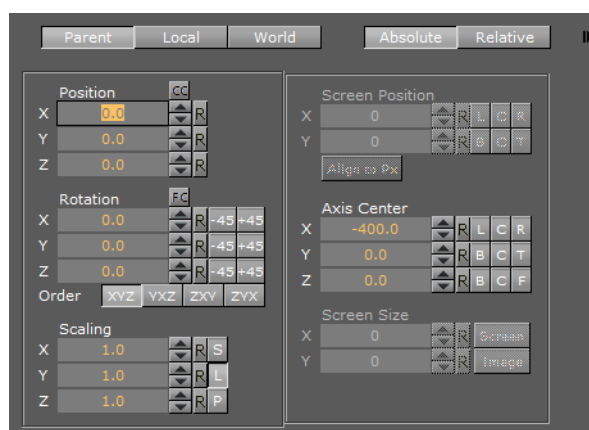 Parent Local World Absolute Relative
Position CC
X 0.0 R
Y 0.0 R
Z 0.0 R
Rotation FC
X 0.0 R -45 +45
Y 0.0 R -45 +45
Z 0.0 R -45 +45
Order XYZ YXZ ZXY ZYX
Scaling
X 1.0 R S
Y 1.0 R L
Z 1.0 R P
Screen Position
X 0 R L C R
Y 0 R B C T
Align to Px
Axis Center
X -400.0 R L C R
Y 0.0 R B C T
Z 0.0 R B C F
Screen Size
X 0 R Screen
Y 0 R Image